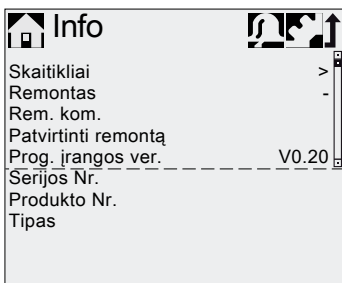 Info
Skaitikliai >
Remontas -
Rem. kom.
Patvirtinti remontą
Prog. įrangos ver. V0.20
Serijos Nr.
Produkto Nr.
Tipas